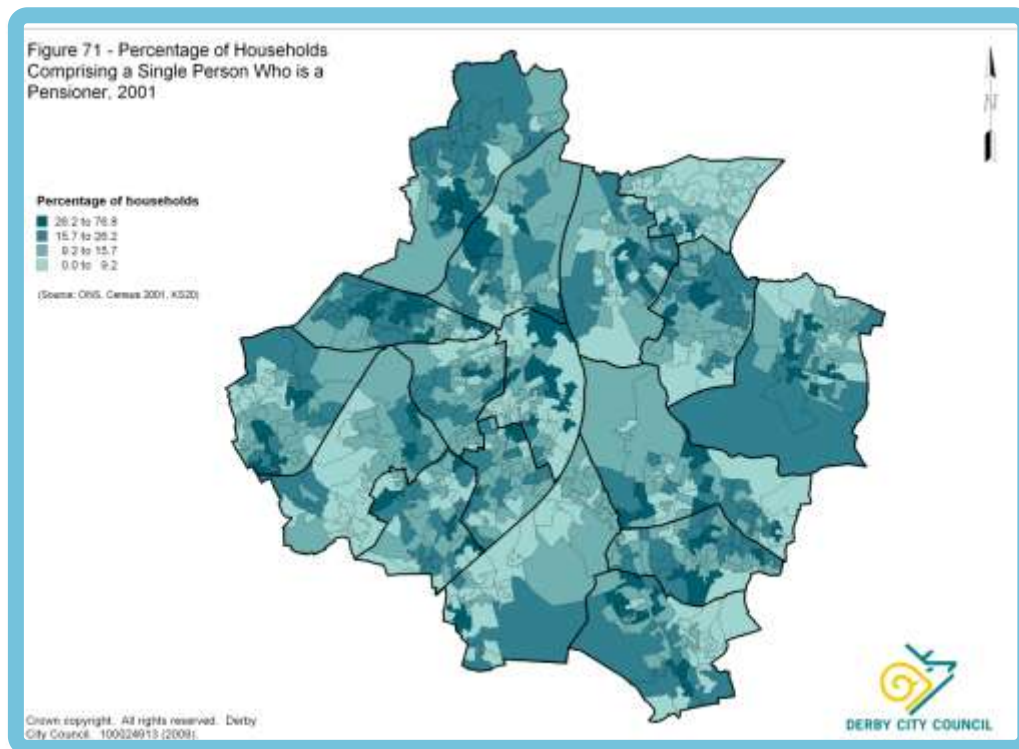 Figure 71 - Percentage of Households
Comprising a Single Person Who is a
Pensioner, 2001
N
Percentage of households
26.2 to 76.9
15.7 to 26.2
9.2 to 15.7
0.0 to 9.2
(Source: ONS, Census 2001, KS20)
Crown copyright. All rights reserved. Derby
City Council. 100024913 (2009).
DERBY CITY COUNCIL